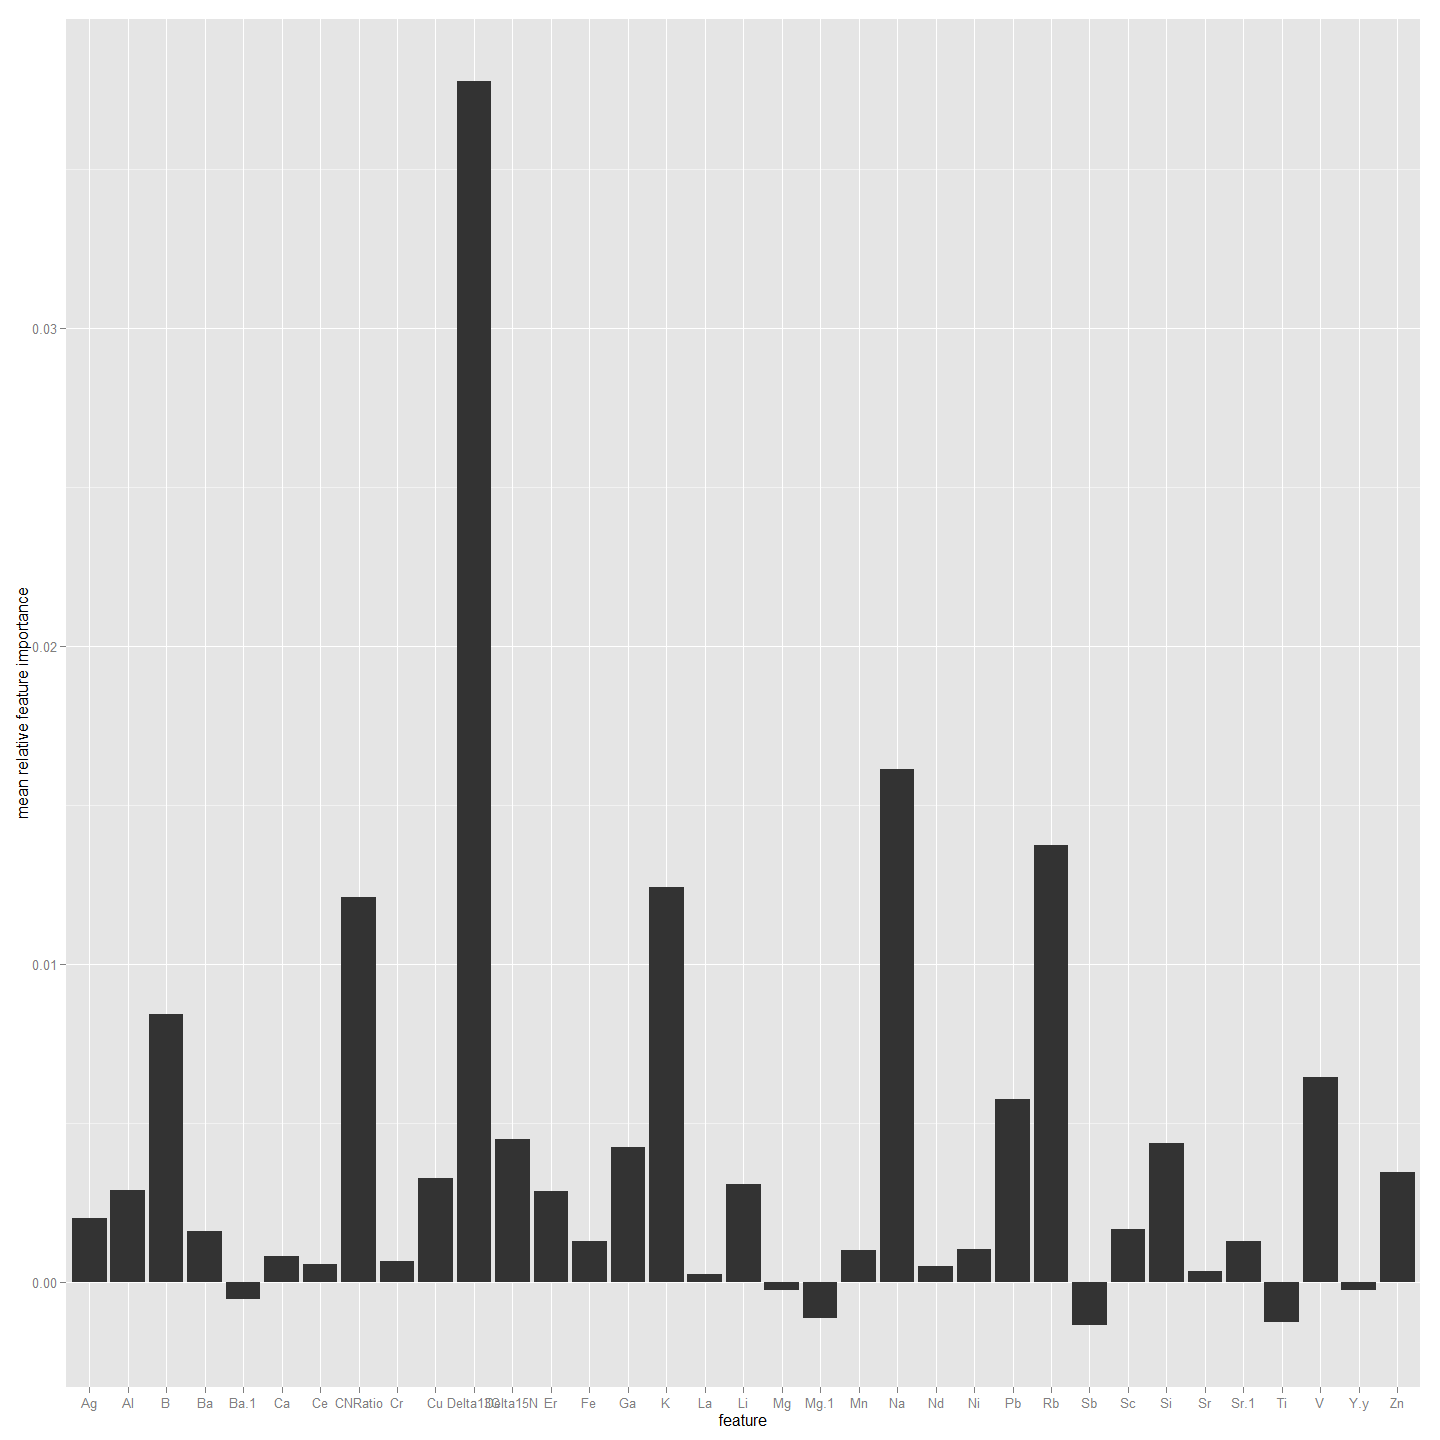 mean relative feature importance
0.03
0.02
0.01
0.00
Ag Al B Ba Ba.1 Ca Ce CNRatio Cr Cu Delta13C Delta15N Er Fe Ga K La Li Mg Mg.1 Mn Na Nd Ni Pb Rb Sb Sc Si Sr Sr.1 Ti V Y.y Zn
feature